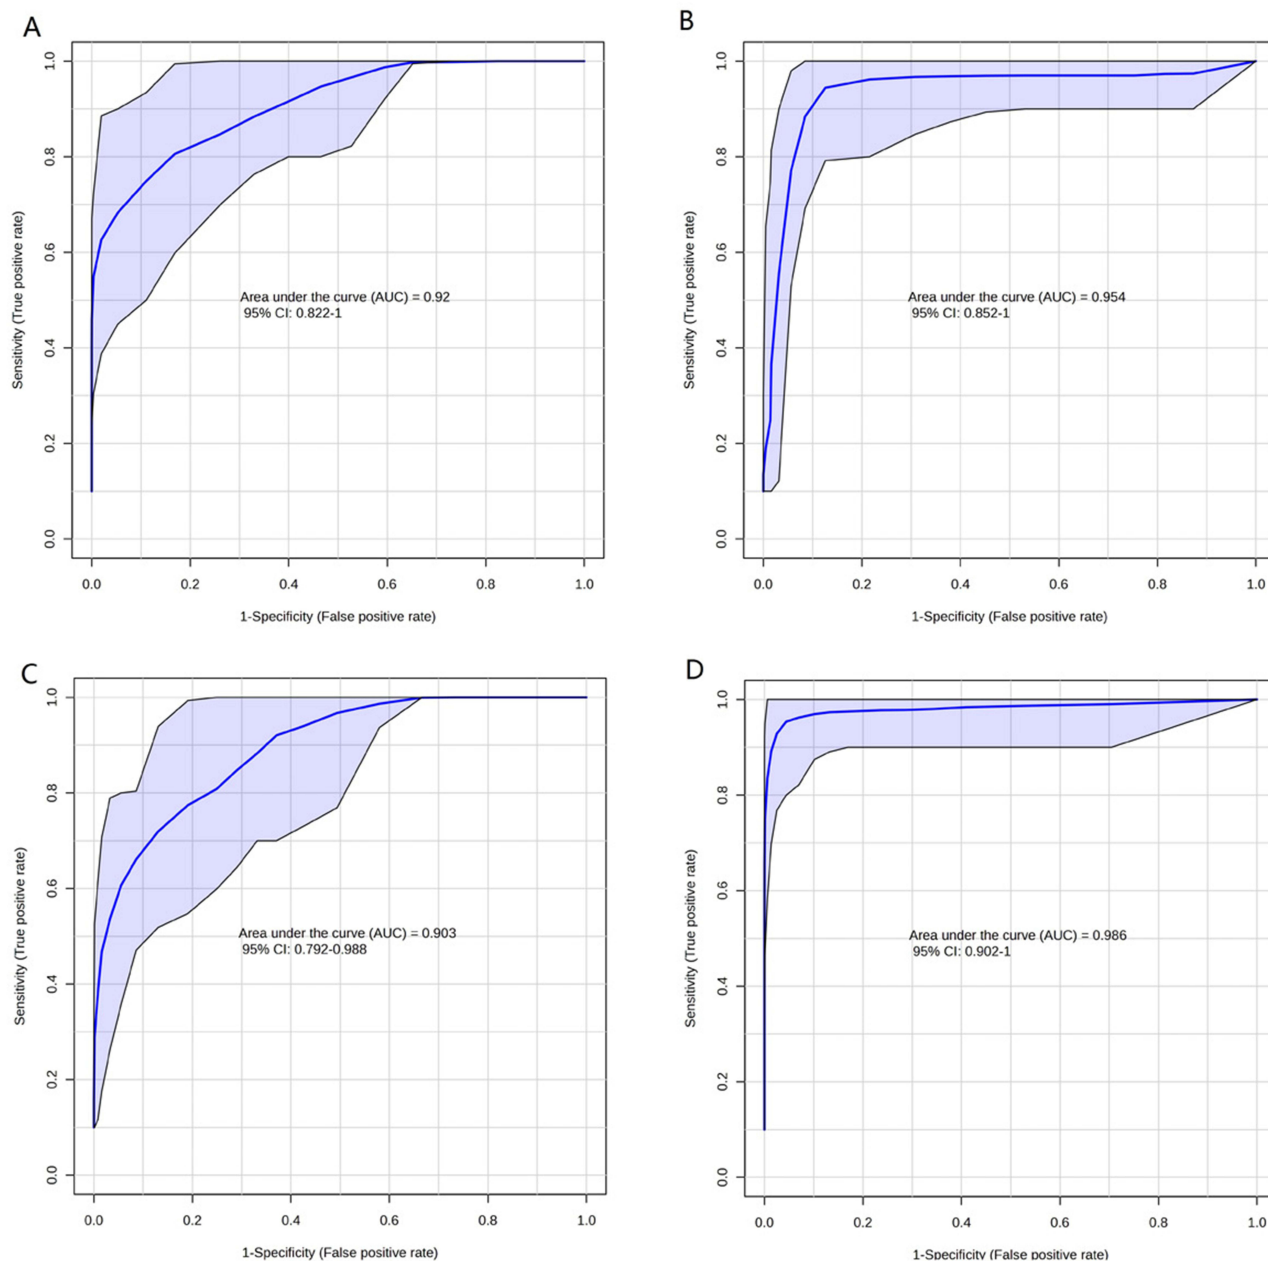 A
1.0
0.8
0.6
0.4
0.2
0.0
Sensitivity (True positive rate)
Area under the curve (AUC) = 0.92
95% CI: 0.822-1
0.0 0.2 0.4 0.6 0.8 1.0
1-Specificity (False positive rate)
B
1.0
0.8
0.6
0.4
0.2
0.0
Sensitivity (True positive rate)
Area under the curve (AUC) = 0.954
95% CI: 0.852-1
0.0 0.2 0.4 0.6 0.8 1.0
1-Specificity (False positive rate)
C
1.0
0.8
0.6
0.4
0.2
0.0
Sensitivity (True positive rate)
Area under the curve (AUC) = 0.903
95% CI: 0.792-0.988
0.0 0.2 0.4 0.6 0.8 1.0
1-Specificity (False positive rate)
D
1.0
0.8
0.6
0.4
0.2
0.0
Sensitivity (True positive rate)
Area under the curve (AUC) = 0.986
95% CI: 0.902-1
0.0 0.2 0.4 0.6 0.8 1.0
1-Specificity (False positive rate)